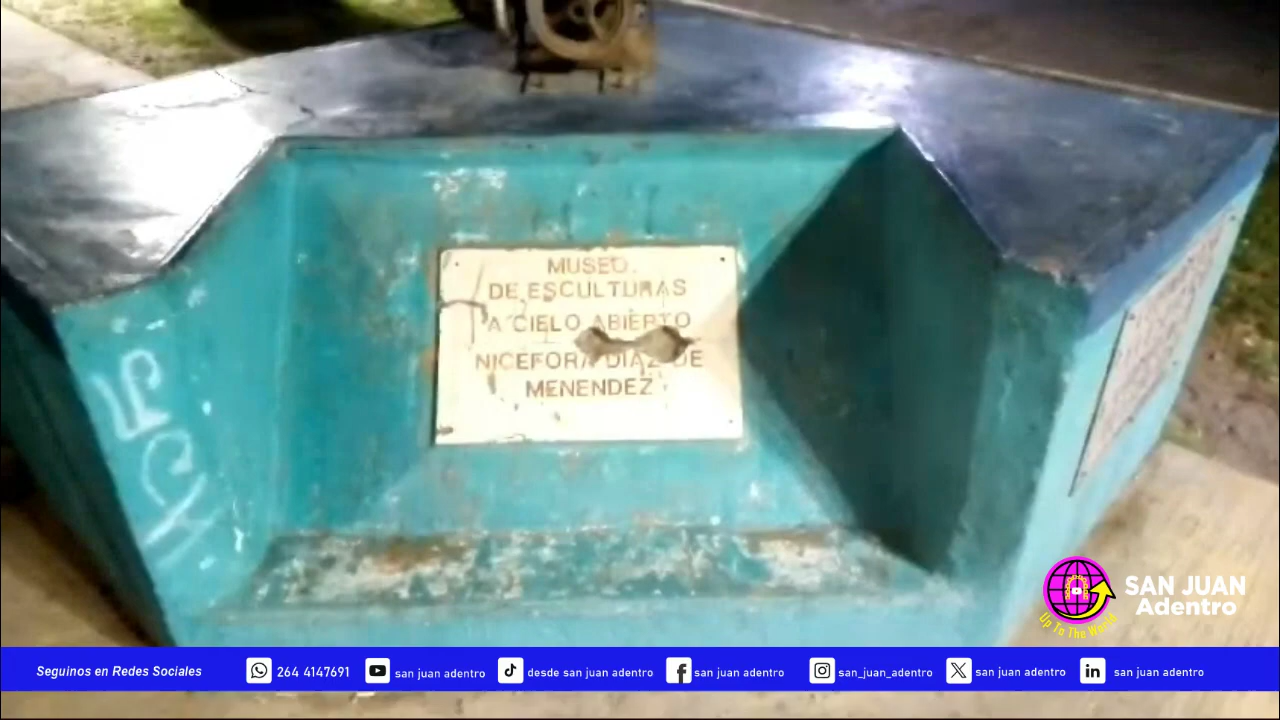 MUSEO.
DE ESCULTURAS
A CIELO ABIERTO
NICEFORA DIAZ DE
MENENDEZ
SAN JUAN
Adentro
Up To The World
Seguinos en Redes Sociales
264 4147691
san juan adentro
desde san juan adentro
san juan adentro
san_juan_adentro
san juan adentro
san juan adentro